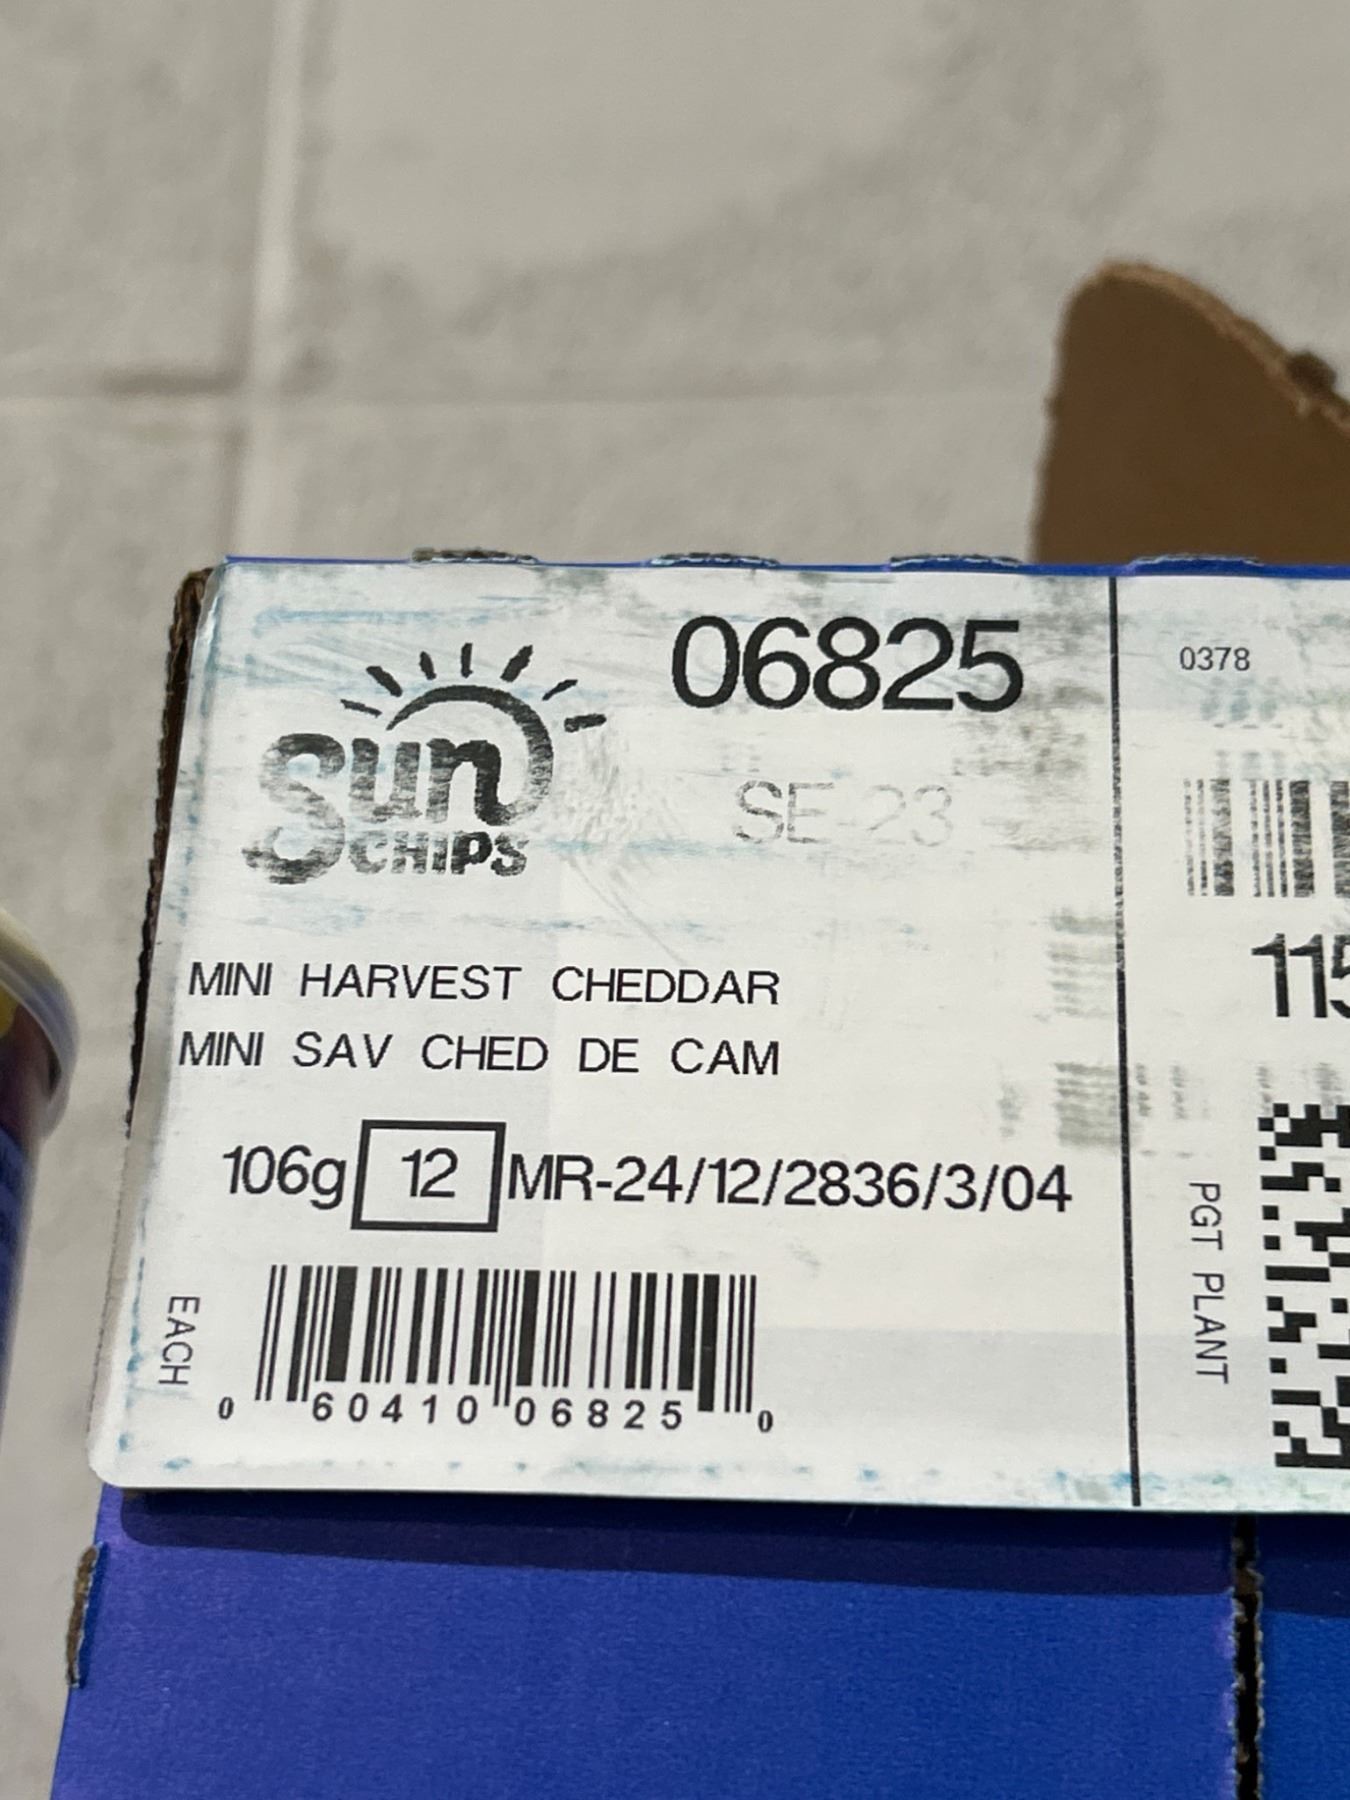 Sun
CHIPS
06825
SE 23
MINI HARVEST CHEDDAR
MINI SAV CHED DE CAM
106g 12 MR-24/12/2836/3/04
EACH
0 60410 06825 0
0378
115
PGT PLANT